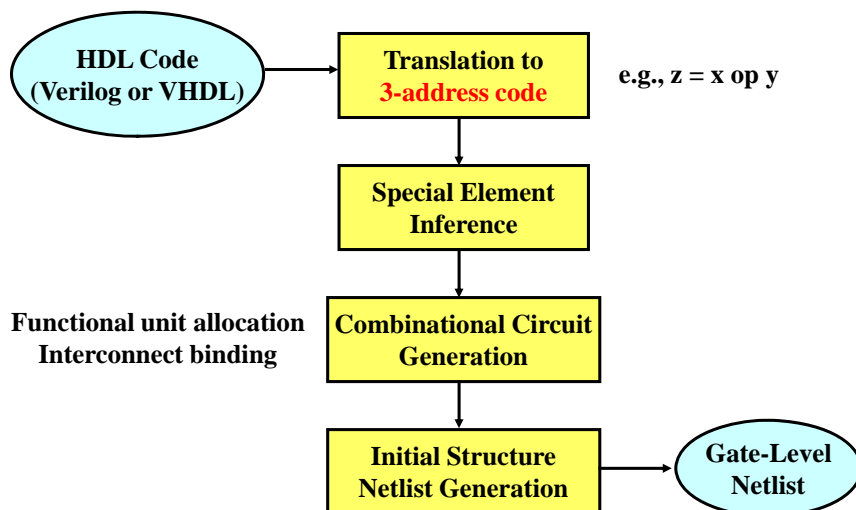 HDL Code
(Verilog or VHDL)
Translation to
3-address code
e.g., z = x op y
Special Element
Inference
Functional unit allocation
Interconnect binding
Combinational Circuit
Generation
Initial Structure
Netlist Generation
Gate-Level
Netlist